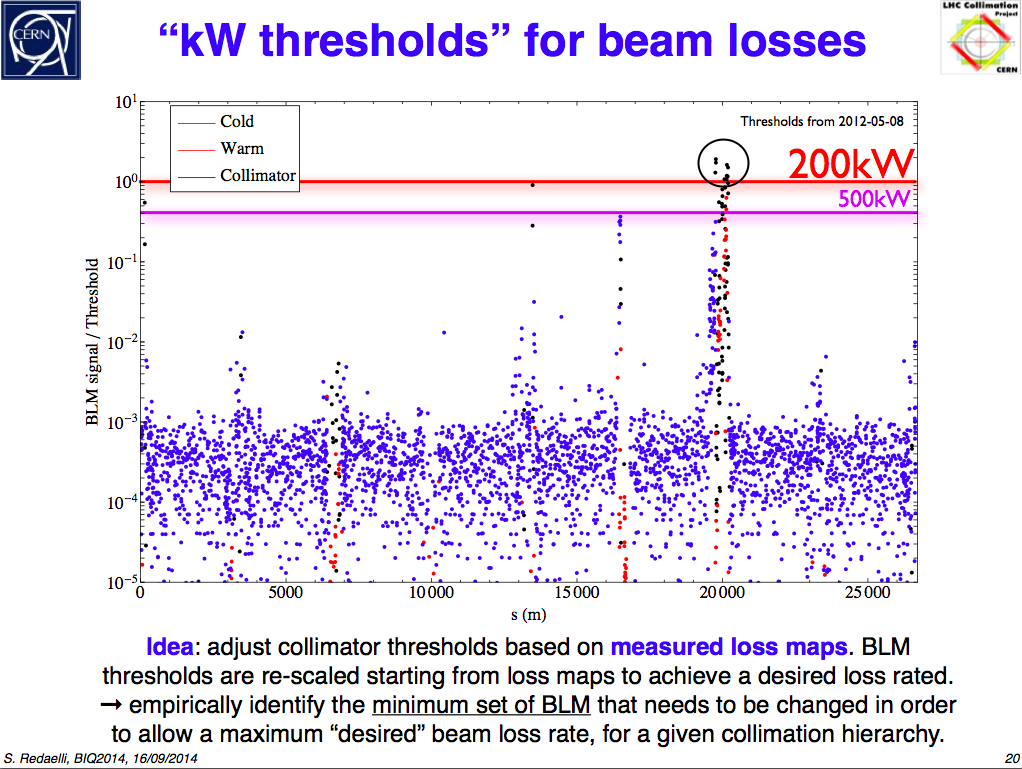 CERN
LHC Collimation
Project
CERN
“kW thresholds” for beam losses
Thresholds from 2012-05-08
Cold
Warm
Collimator
200kW
500kW
10¹
10⁰
10⁻¹
10⁻²
10⁻³
10⁻⁴
10⁻⁵
BLM signal / Threshold
0 5000 10000 15000 20000 25000
s (m)
Idea: adjust collimator thresholds based on measured loss maps. BLM
thresholds are re-scaled starting from loss maps to achieve a desired loss rated.
→ empirically identify the minimum set of BLM that needs to be changed in order
to allow a maximum “desired” beam loss rate, for a given collimation hierarchy.
S. Redaelli, BIQ2014, 16/09/2014
20